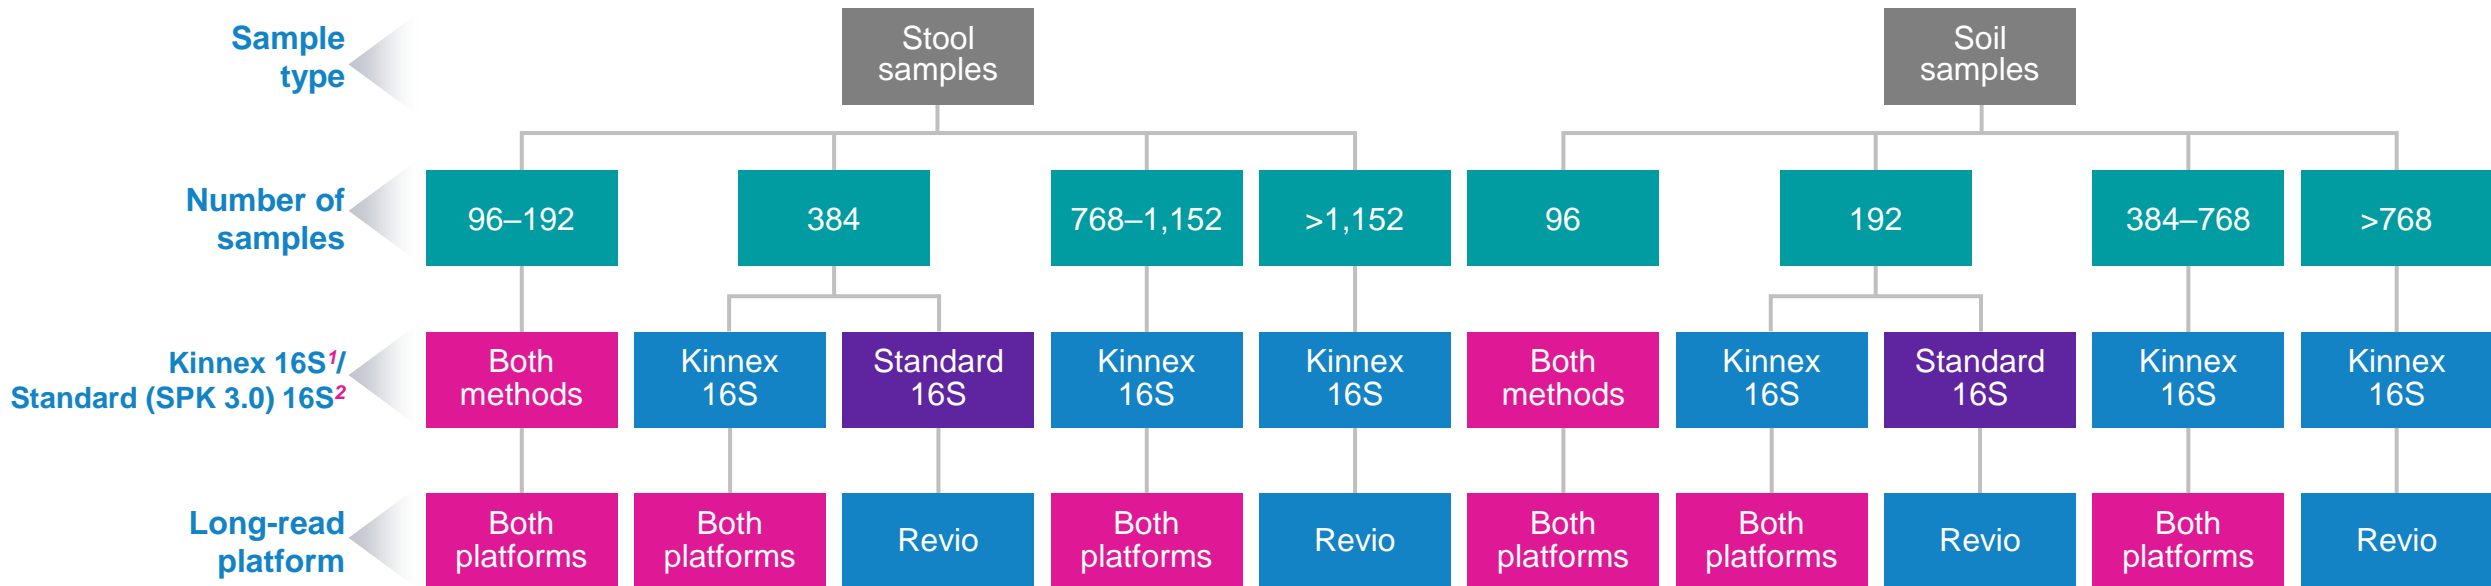 Sample
type
Stool
samples
Soil
samples
Number of
samples
96–192
384
768–1,152
>1,152
96
192
384–768
>768
Kinnex 16S¹/
Standard (SPK 3.0) 16S²
Both
methods
Kinnex
16S
Standard
16S
Kinnex
16S
Kinnex
16S
Both
methods
Kinnex
16S
Standard
16S
Kinnex
16S
Kinnex
16S
Long-read
platform
Both
platforms
Both
platforms
Revio
Both
platforms
Revio
Both
platforms
Both
platforms
Revio
Both
platforms
Revio